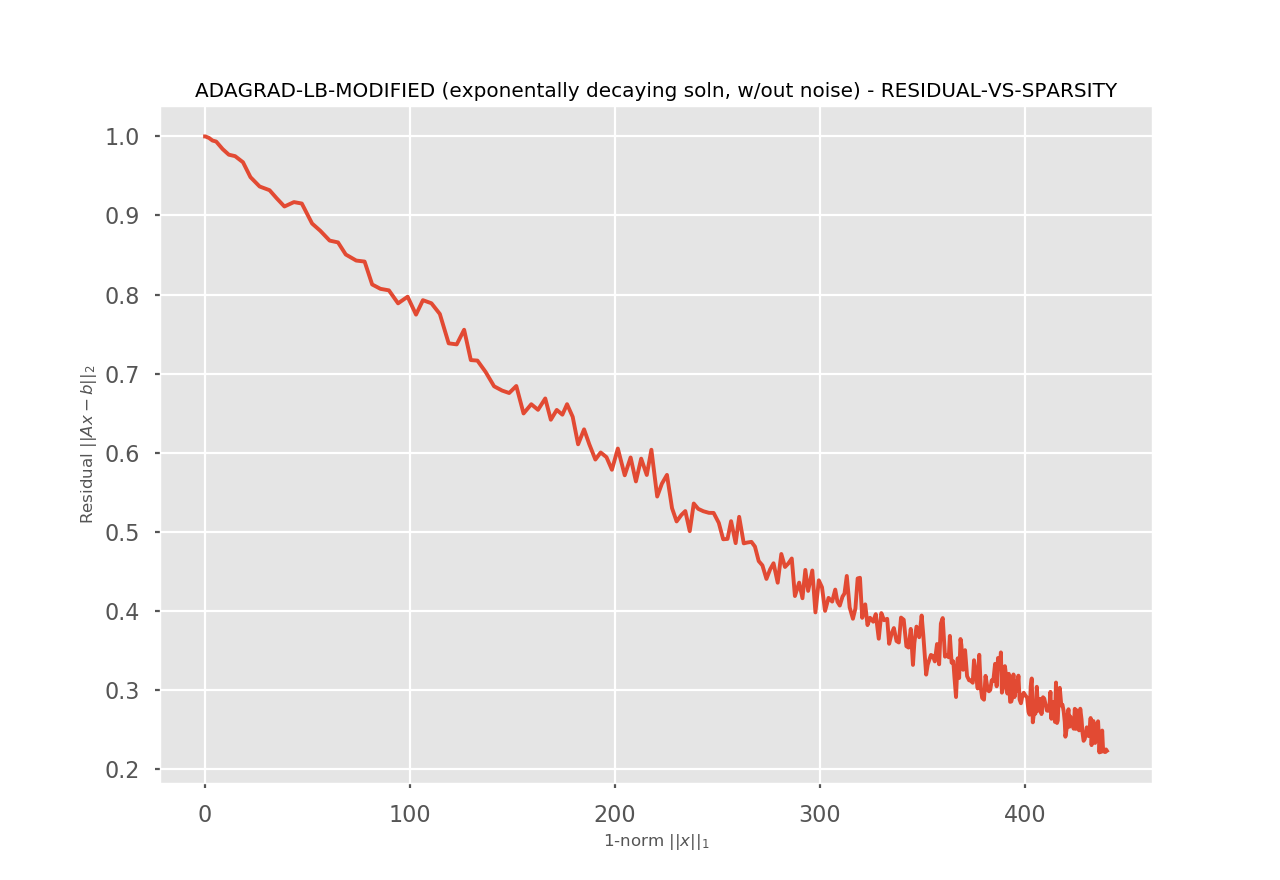 ADAGRAD-LB-MODIFIED (exponentially decaying soln, w/out noise) - RESIDUAL-VS-SPARSITY
1.0
0.9
0.8
0.7
0.6
0.5
0.4
0.3
0.2
Residual ||Ax − b||₂
0 100 200 300 400
1-norm ||x||₁